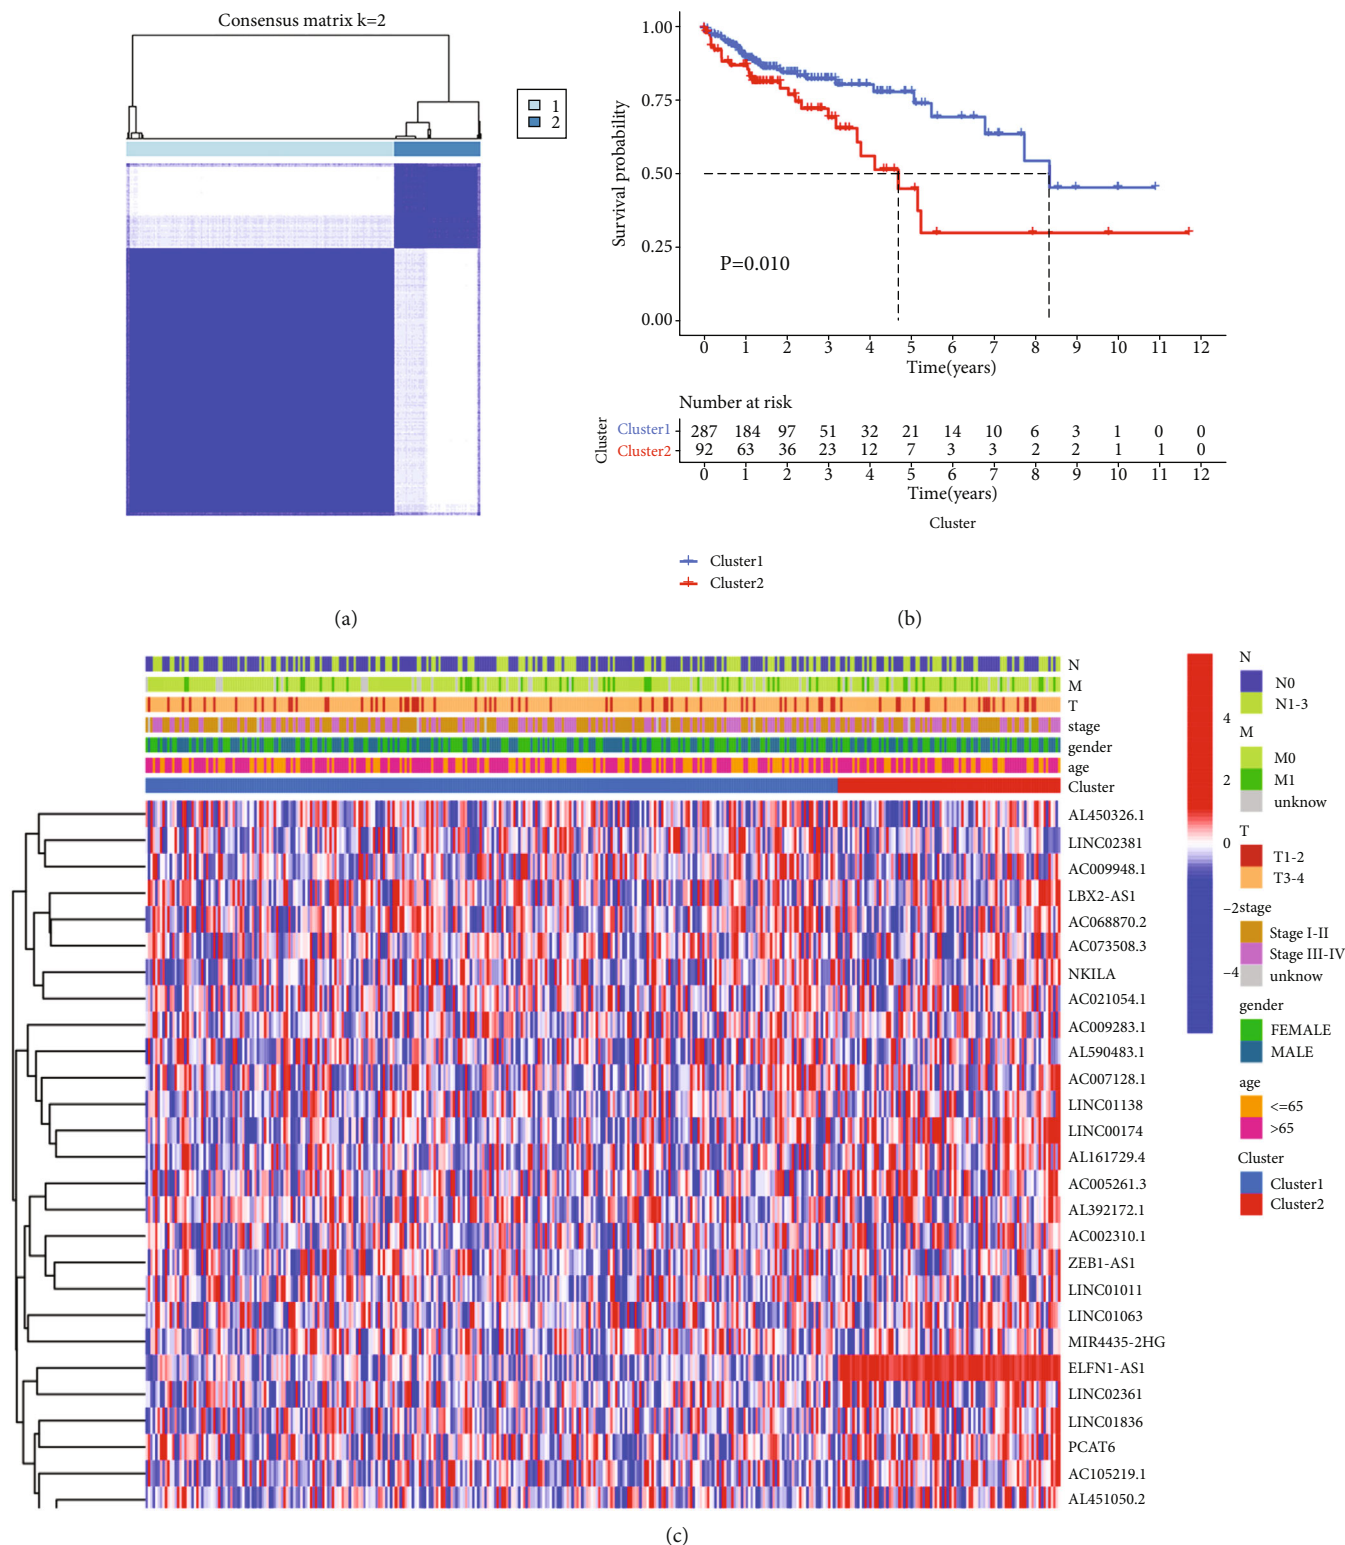 Consensus matrix k=2
1
2
(a)
Survival probability
1.00
0.75
0.50
0.25
0.00
P=0.010
0 1 2 3 4 5 6 7 8 9 10 11 12
Time(years)
Number at risk
Cluster
Cluster1 287 184 97 51 32 21 14 10 6 3 1 0 0
Cluster2 92 63 36 23 12 7 3 3 2 2 1 1 0
0 1 2 3 4 5 6 7 8 9 10 11 12
Time(years)
Cluster
Cluster1
Cluster2
(b)
N
M
T
stage
gender
age
Cluster
AL450326.1
LINC02381
AC009948.1
LBX2-AS1
AC068870.2
AC073508.3
NKILA
AC021054.1
AC009283.1
AL590483.1
AC007128.1
LINC01138
LINC00174
AL161729.4
AC005261.3
AL392172.1
AC002310.1
ZEB1-AS1
LINC01011
LINC01063
MIR4435-2HG
ELFN1-AS1
LINC02361
LINC01836
PCAT6
AC105219.1
AL451050.2
4
2
0
−2
−4
N
N0
N1-3
M
M0
M1
unknow
T
T1-2
T3-4
stage
Stage I-II
Stage III-IV
unknow
gender
FEMALE
MALE
age
<=65
>65
Cluster
Cluster1
Cluster2
(c)